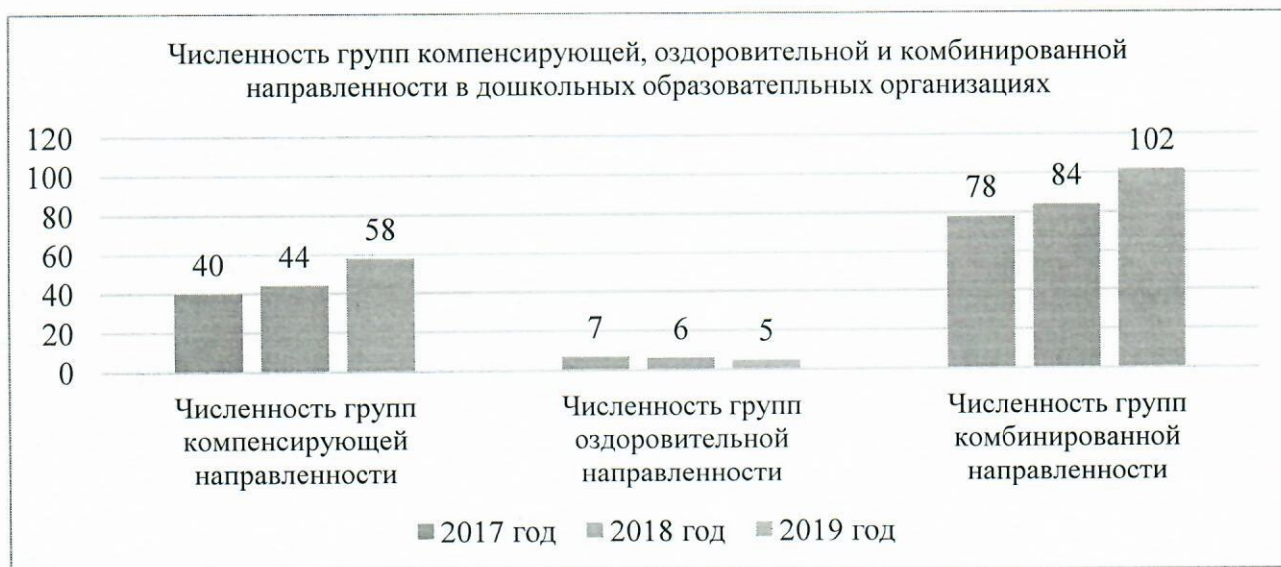 Численность групп компенсирующей, оздоровительной и комбинированной
направленности в дошкольных образоватепльных организациях
120
100
80
60
40
20
0
40
44
58
7
6
5
78
84
102
Численность групп
компенсирующей
направленности
Численность групп
оздоровительной
направленности
Численность групп
комбинированной
направленности
2017 год 2018 год 2019 год